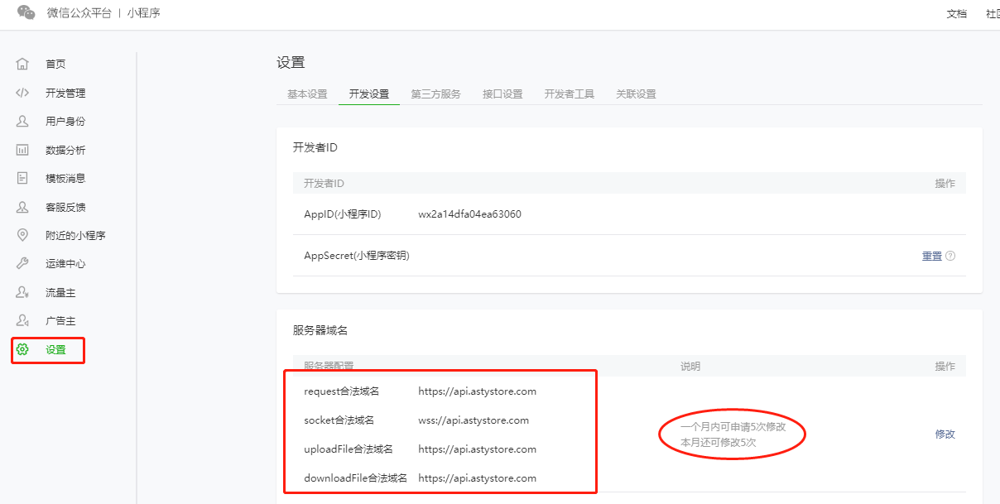 微信公众平台 | 小程序
文档 社区
首页
开发管理
用户身份
数据分析
模板消息
客服反馈
附近的小程序
运维中心
流量主
广告主
设置
设置
基本设置 开发设置 第三方服务 接口设置 开发者工具 关联设置
开发者ID
开发者ID 操作
AppID(小程序ID) wx2a14dfa04ea63060
AppSecret(小程序密钥) 重置 ?
服务器域名
服务器配置 说明 操作
request合法域名 https://api.astystore.com
socket合法域名 wss://api.astystore.com
uploadFile合法域名 https://api.astystore.com
downloadFile合法域名 https://api.astystore.com
一个月内可申请5次修改
本月还可修改5次
修改